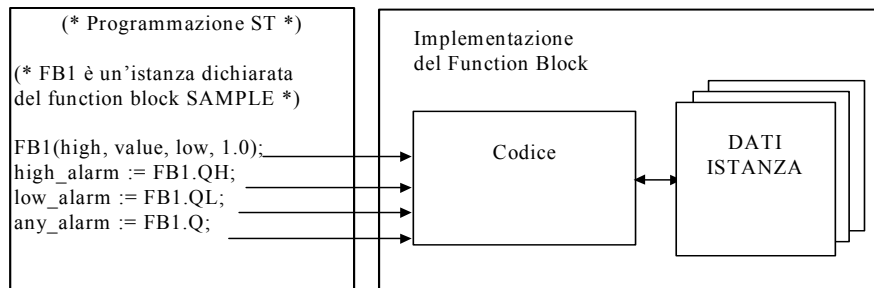 (* Programmazione ST *)
(* FB1 è un'istanza dichiarata
del function block SAMPLE *)
FB1(high, value, low, 1.0);
high_alarm := FB1.QH;
low_alarm := FB1.QL;
any_alarm := FB1.Q;
Implementazione
del Function Block
Codice
DATI
ISTANZA